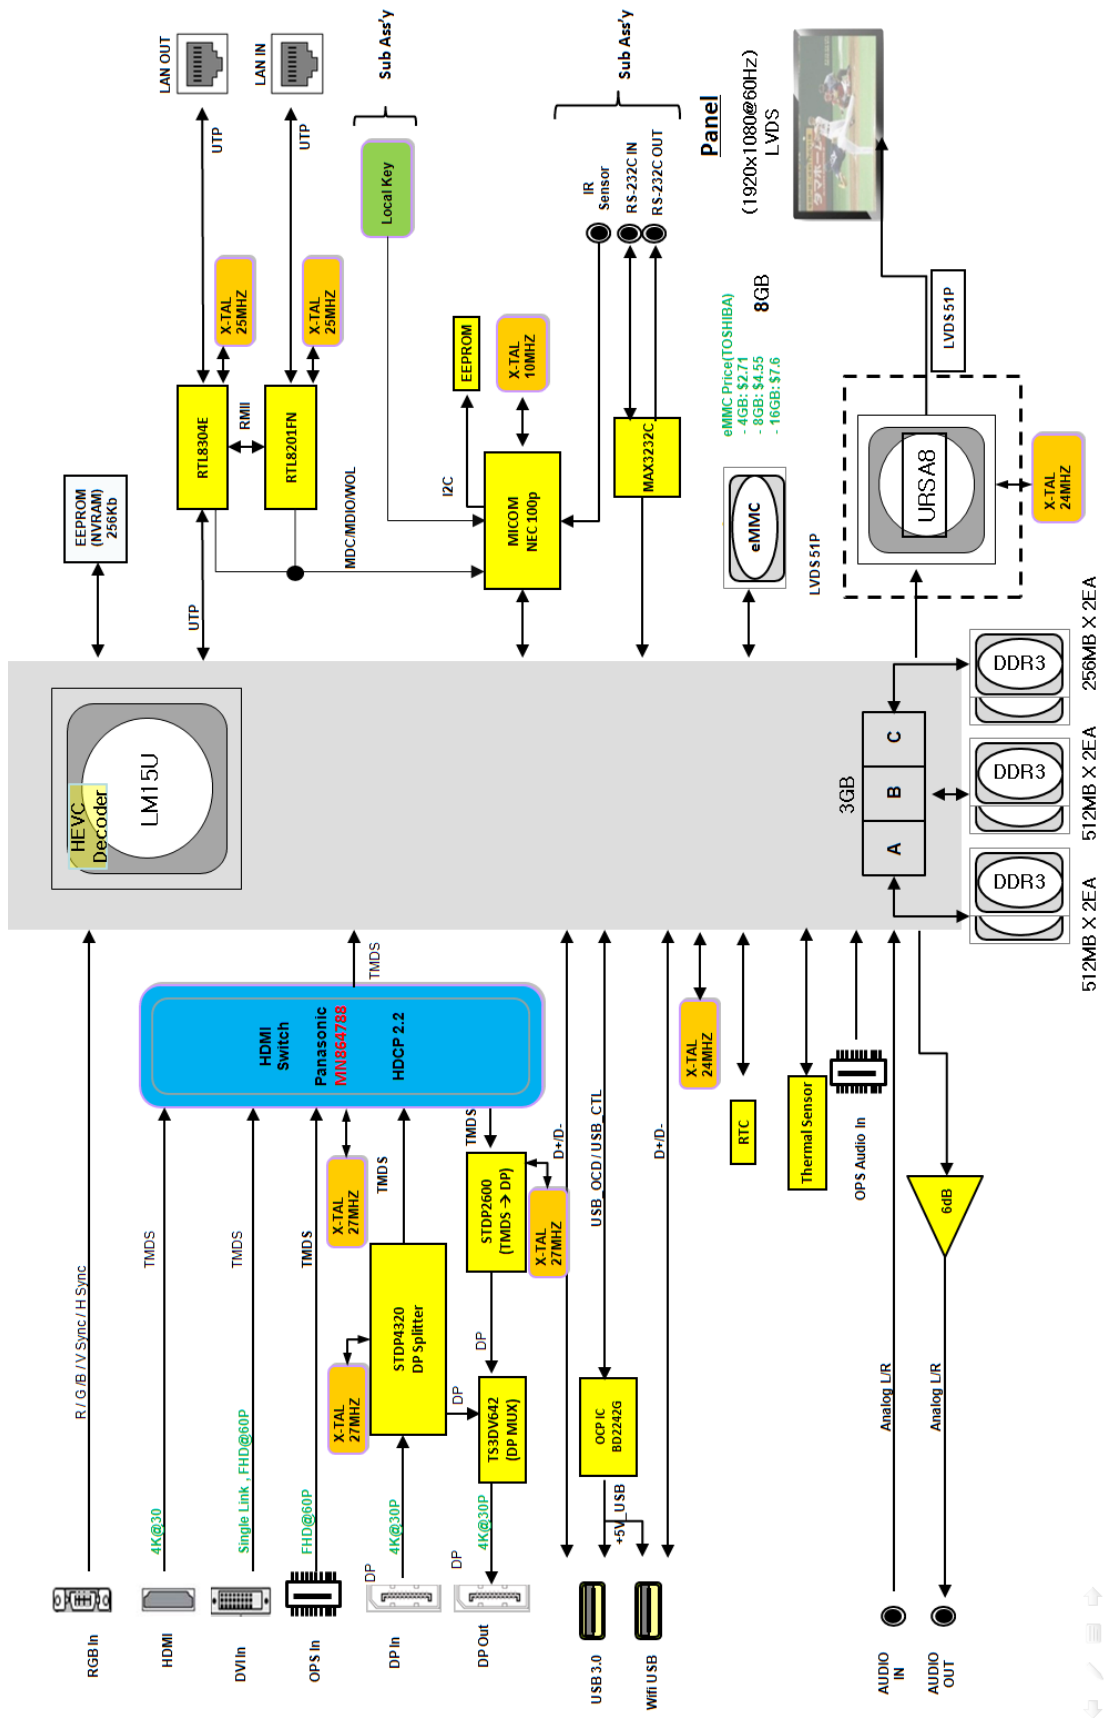 RGB In
R / G /B / V Sync / H Sync
HDMI
4K@30
TMDS
DVI In
Single Link , FHD@60P
TMDS
OPS In
FHD@60P
TMDS
DP In
DP
4K@30P
TMDS
DP Out
DP
4K@30P
X-TAL
27MHZ
X-TAL
27MHZ
STDP4320
DP Splitter
DP
TS3DV642
(DP MUX)
DP
STDP2600
(TMDS → DP)
X-TAL
27MHZ
TMDS
HDMI
Switch
Panasonic
MN864788
HDCP 2.2
TMDS
USB 3.0
Wifi USB
+5V_USB
OCP IC
BD2242G
D+/D-
USB_OCD / USB_CTL
D+/D-
X-TAL
24MHZ
RTC
Thermal Sensor
OPS Audio In
AUDIO
IN
Analog L/R
AUDIO
OUT
Analog L/R
6dB
HEVC
Decoder
LM15U
3GB
A
B
C
DDR3
512MB X 2EA
DDR3
512MB X 2EA
DDR3
256MB X 2EA
EEPROM
(NVRAM)
256Kb
UTP
RTL8304E
RMII
RTL8201FN
X-TAL
25MHZ
X-TAL
25MHZ
UTP
UTP
LAN OUT
LAN IN
MDC/MDIO/WOL
Local Key
Sub Ass'y
MICOM
NEC 100p
I2C
EEPROM
X-TAL
10MHZ
MAX3232C
IR
Sensor
RS-232C IN
RS-232C OUT
Sub Ass'y
eMMC
eMMC Price(TOSHIBA)
- 4GB: $2.71
- 8GB: $4.55
- 16GB: $7.6
8GB
Panel
(1920x1080@60Hz)
LVDS
LVDS 51P
URSA8
X-TAL
24MHZ
LVDS 51P